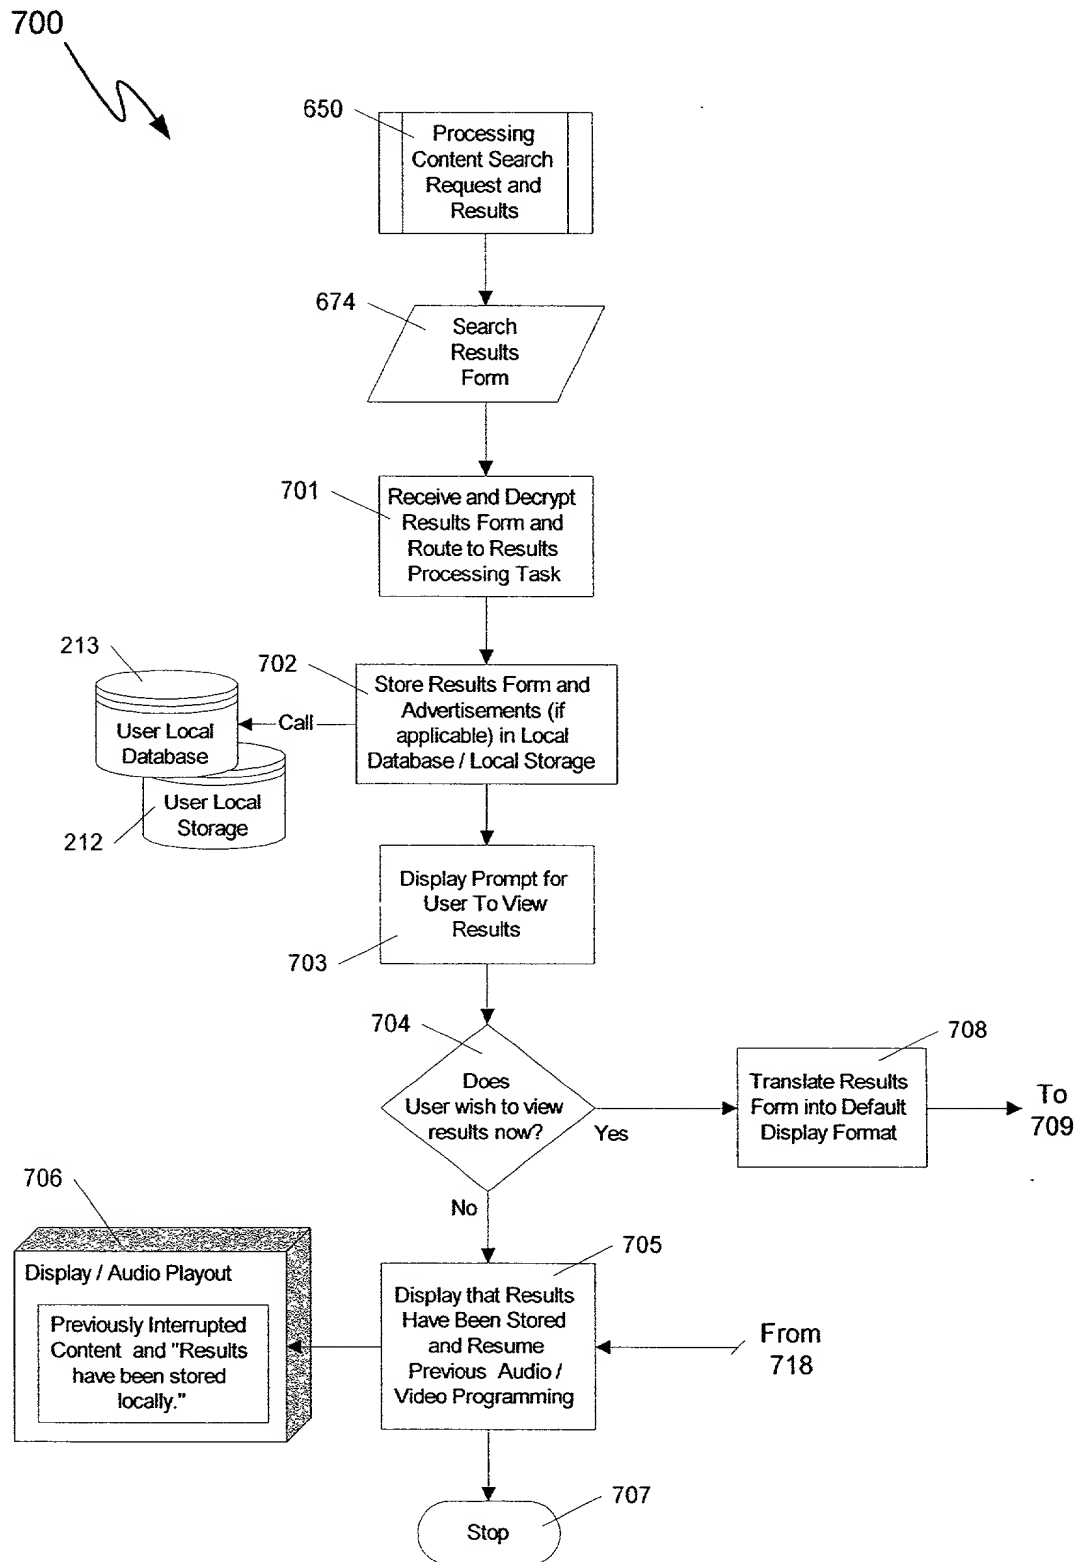 700
650
Processing
Content Search
Request and
Results
674
Search
Results
Form
701
Receive and Decrypt
Results Form and
Route to Results
Processing Task
213
702
Store Results Form and
Advertisements (if
applicable) in Local
Database / Local Storage
Call
User Local
Database
User Local
Storage
212
Display Prompt for
User To View
Results
703
704
Does
User wish to view
results now?
Yes
No
708
Translate Results
Form into Default
Display Format
To
709
706
Display / Audio Playout
Previously Interrupted
Content and "Results
have been stored
locally."
705
Display that Results
Have Been Stored
and Resume
Previous Audio /
Video Programming
From
718
707
Stop